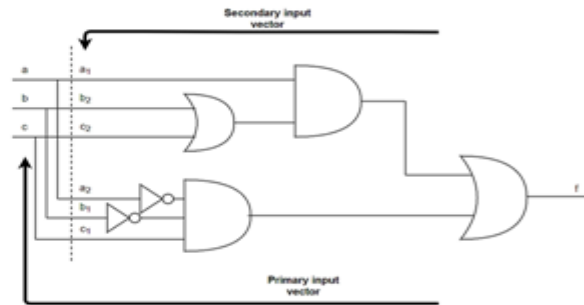 Secondary input
vector
a a₁
b b₂
c c₂
a₂
b₁
c₁
f
Primary input
vector